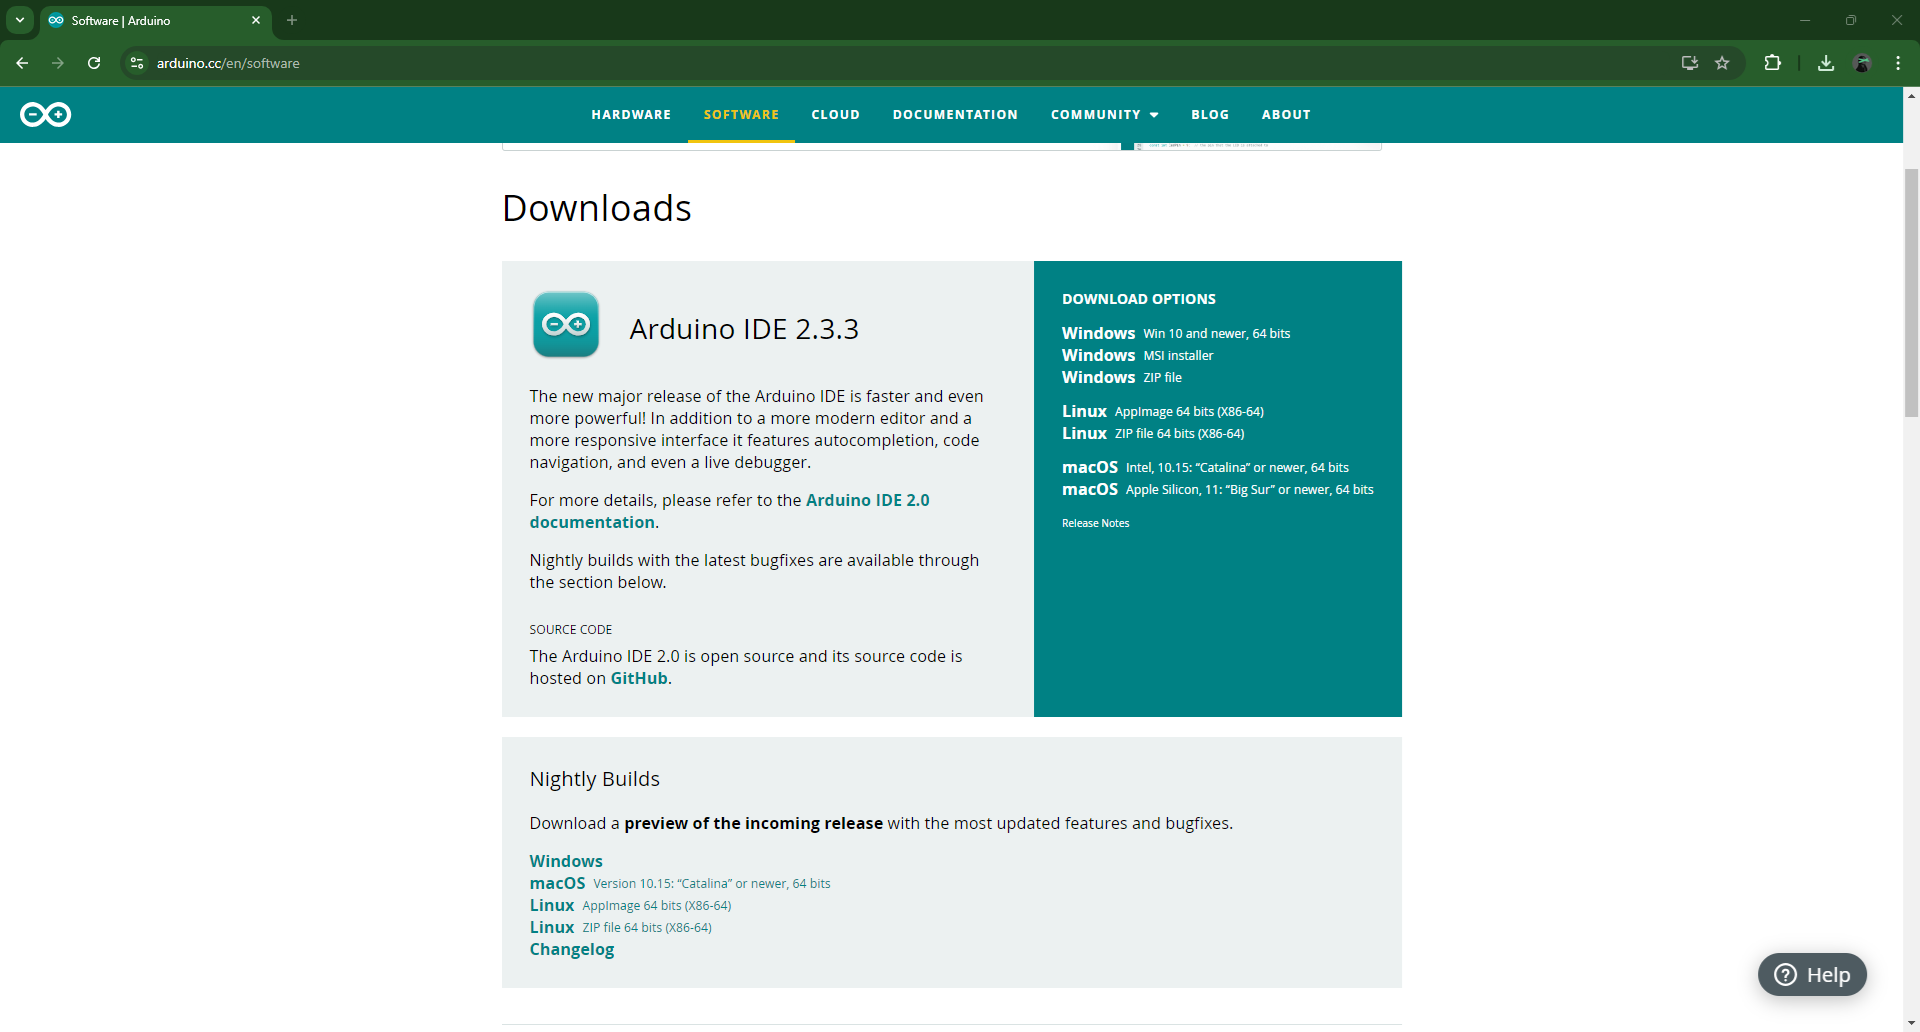 Software | Arduino
arduino.cc/en/software
HARDWARE SOFTWARE CLOUD DOCUMENTATION COMMUNITY BLOG ABOUT
Downloads
Arduino IDE 2.3.3
The new major release of the Arduino IDE is faster and even
more powerful! In addition to a more modern editor and a
more responsive interface it features autocompletion, code
navigation, and even a live debugger.
For more details, please refer to the Arduino IDE 2.0
documentation.
Nightly builds with the latest bugfixes are available through
the section below.
SOURCE CODE
The Arduino IDE 2.0 is open source and its source code is
hosted on GitHub.
DOWNLOAD OPTIONS
Windows Win 10 and newer, 64 bits
Windows MSI installer
Windows ZIP file
Linux AppImage 64 bits (X86-64)
Linux ZIP file 64 bits (X86-64)
macOS Intel, 10.15: “Catalina” or newer, 64 bits
macOS Apple Silicon, 11: “Big Sur” or newer, 64 bits
Release Notes
Nightly Builds
Download a preview of the incoming release with the most updated features and bugfixes.
Windows
macOS Version 10.15: “Catalina” or newer, 64 bits
Linux AppImage 64 bits (X86-64)
Linux ZIP file 64 bits (X86-64)
Changelog
Help